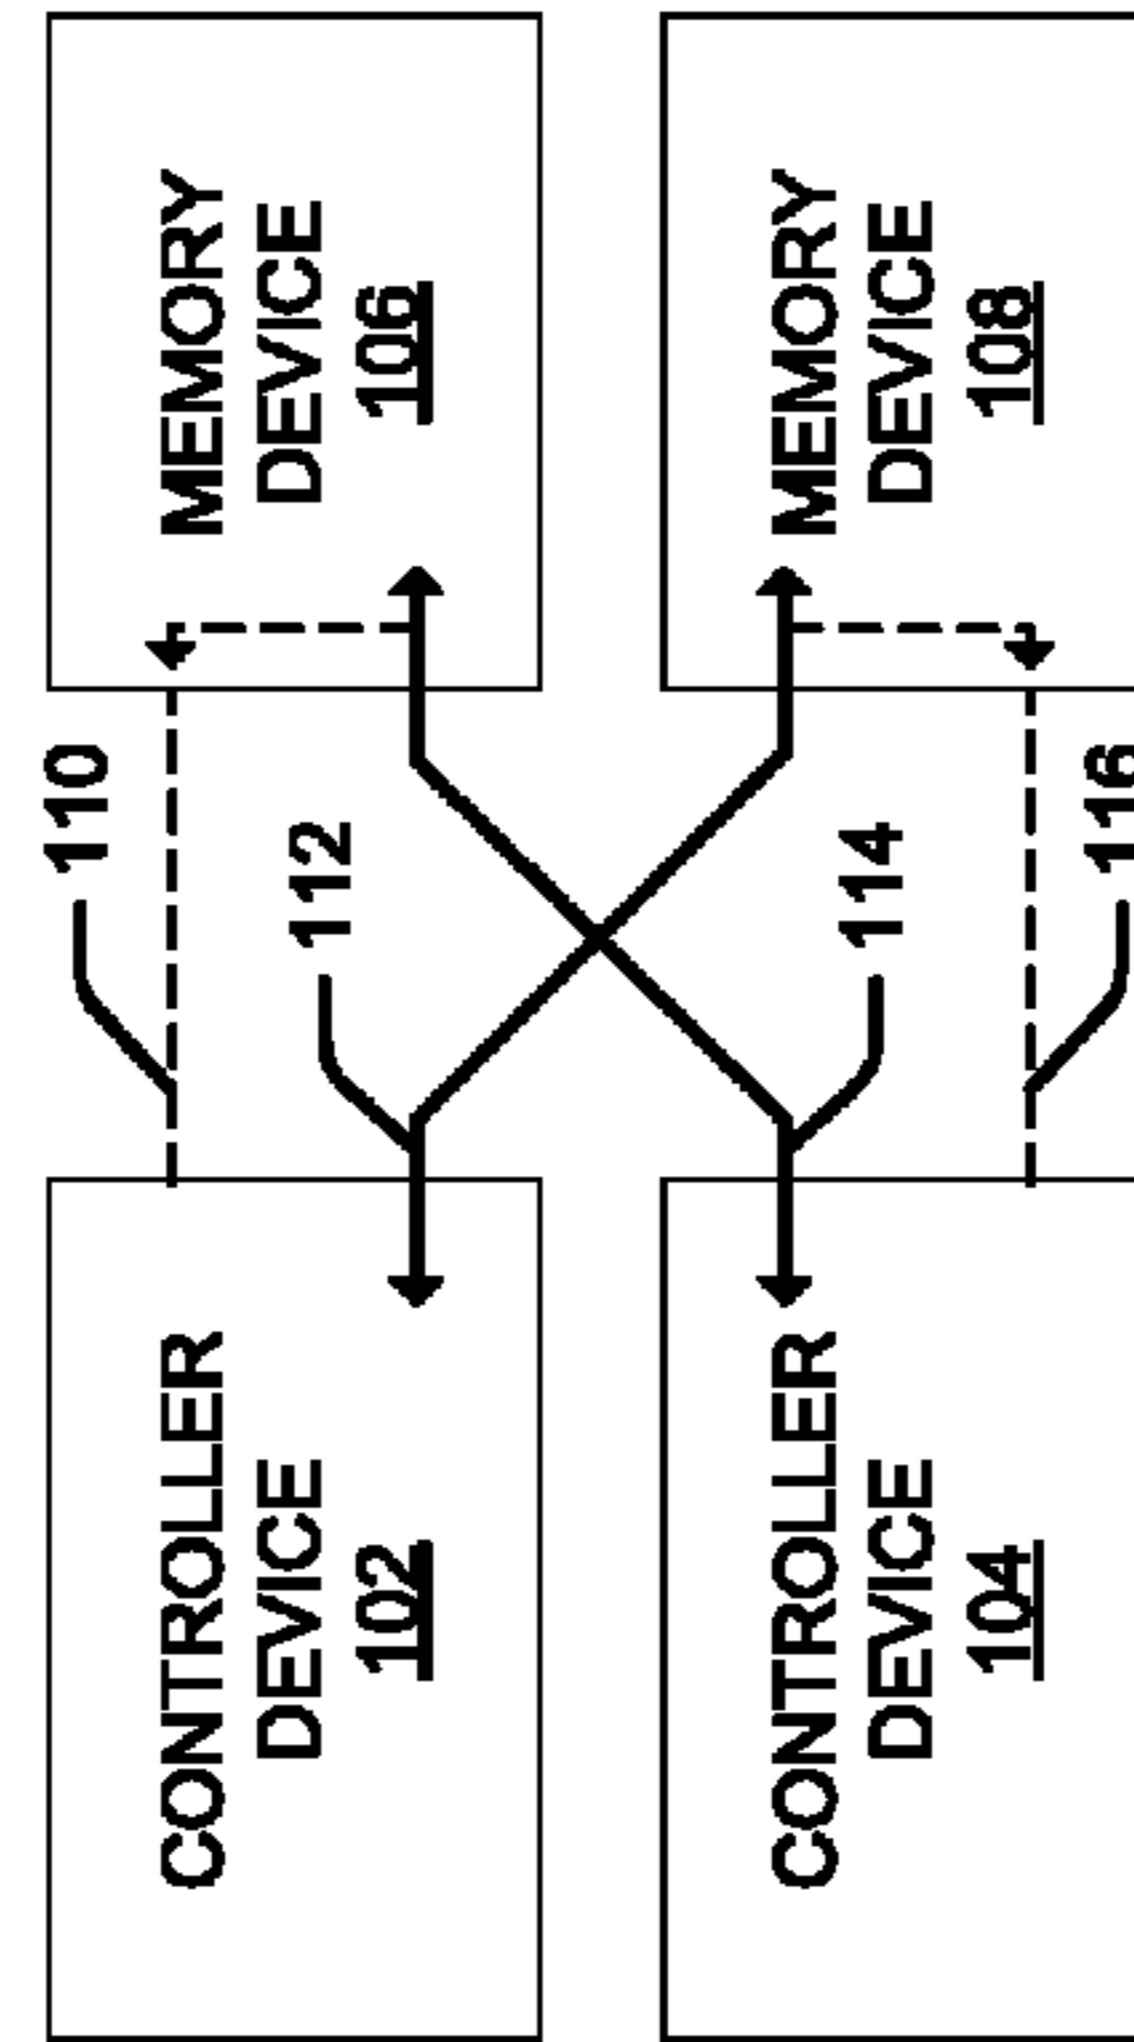 CONTROLLER
DEVICE
102
110
112
MEMORY
DEVICE
106
CONTROLLER
DEVICE
104
114
116
MEMORY
DEVICE
108